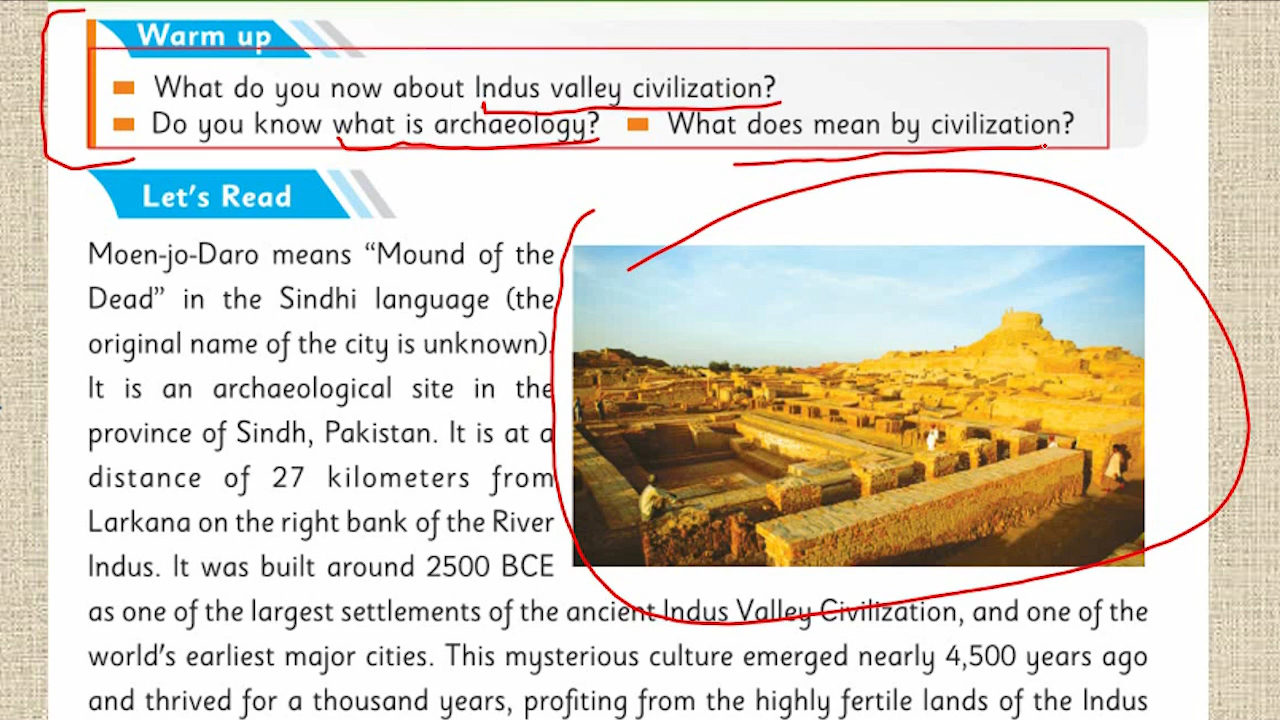 Warm up
What do you now about Indus valley civilization?
Do you know what is archaeology? What does mean by civilization?
Let's Read
Moen-jo-Daro means “Mound of the
Dead” in the Sindhi language (the
original name of the city is unknown).
It is an archaeological site in the
province of Sindh, Pakistan. It is at a
distance of 27 kilometers from
Larkana on the right bank of the River
Indus. It was built around 2500 BCE
as one of the largest settlements of the ancient Indus Valley Civilization, and one of the
world's earliest major cities. This mysterious culture emerged nearly 4,500 years ago
and thrived for a thousand years, profiting from the highly fertile lands of the Indus